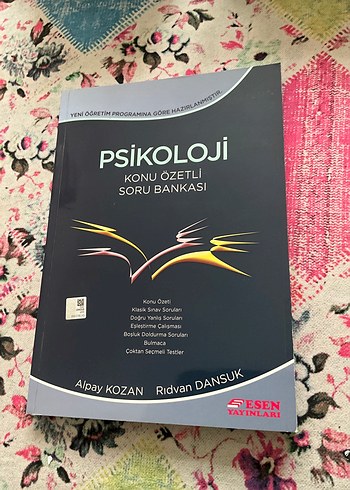 YENİ ÖĞRETİM PROGRAMINA GÖRE HAZIRLANMIŞTIR
PSİKOLOJİ
KONU ÖZETLİ
SORU BANKASI
Konu Özeti
Klasik Sınav Soruları
Doğru Yanlış Soruları
Eşleştirme Çalışması
Boşluk Doldurma Soruları
Bulmaca
Çoktan Seçmeli Testler
Alpay KOZAN Rıdvan DANSUK
ESEN
YAYINLARI